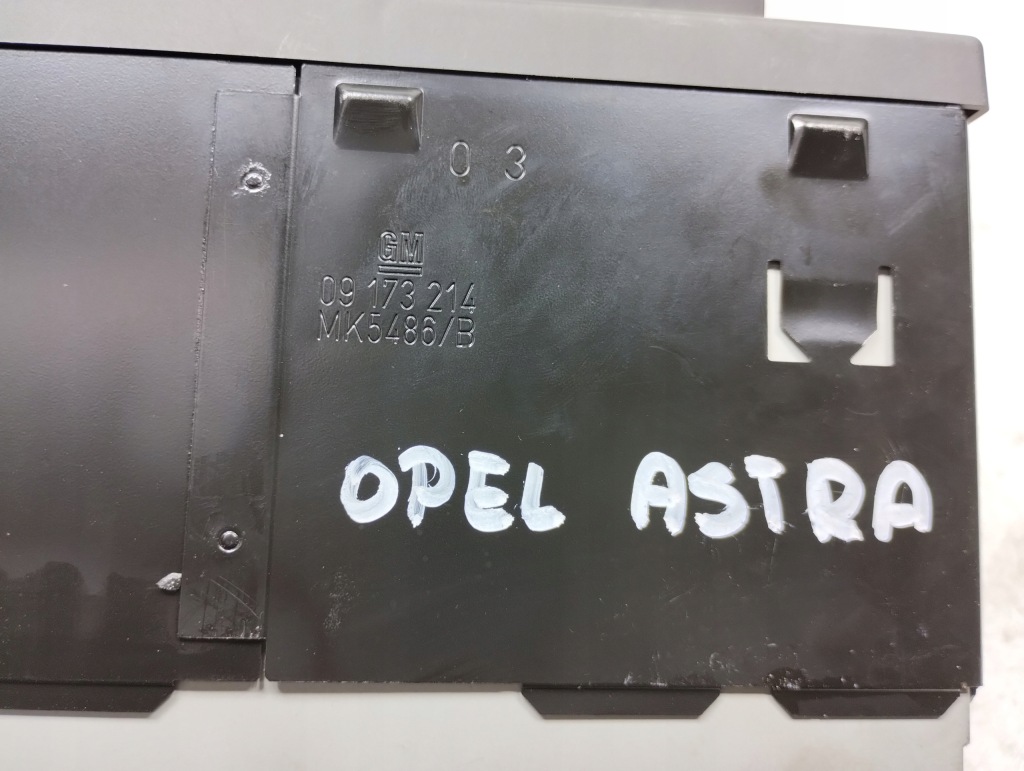 0 3
GM
09 173 214
MK5486/B
OPEL ASTRA